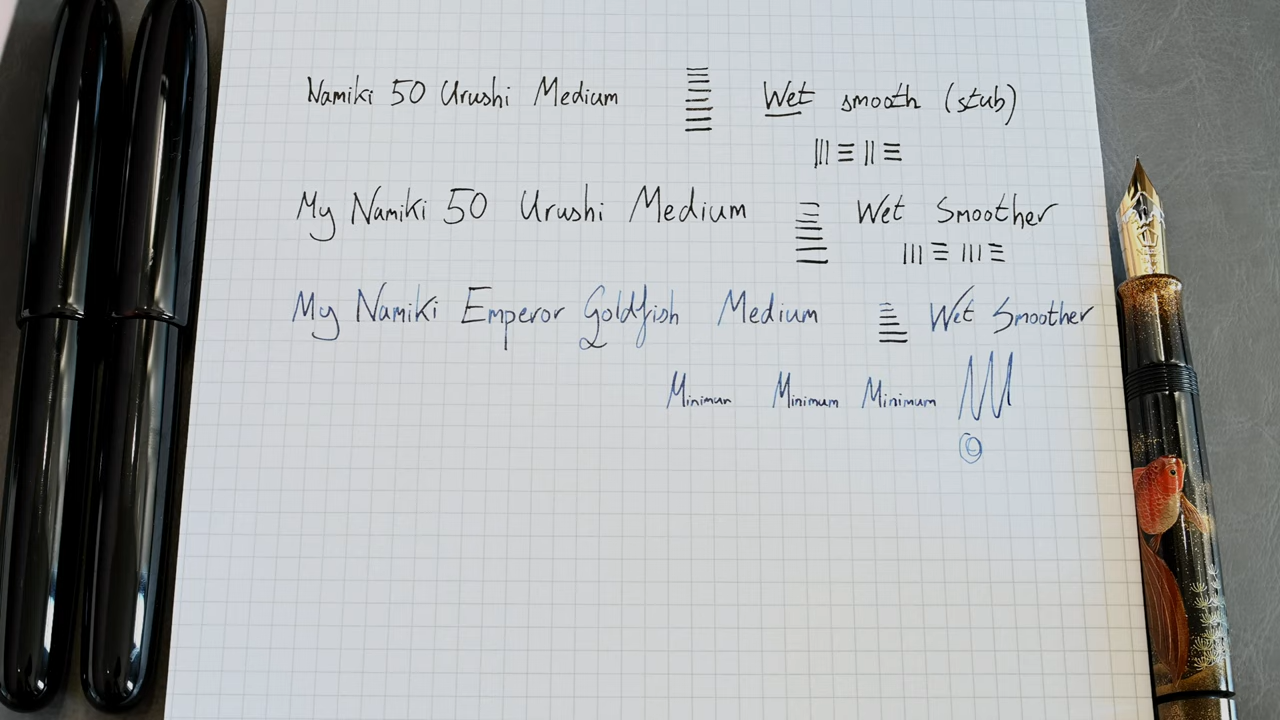 Namiki 50 Urushi Medium Wet smooth (stub)
My Namiki 50 Urushi Medium Wet Smoother
My Namiki Emperor Goldfish Medium Wet Smoother
Minimum Minimum Minimum